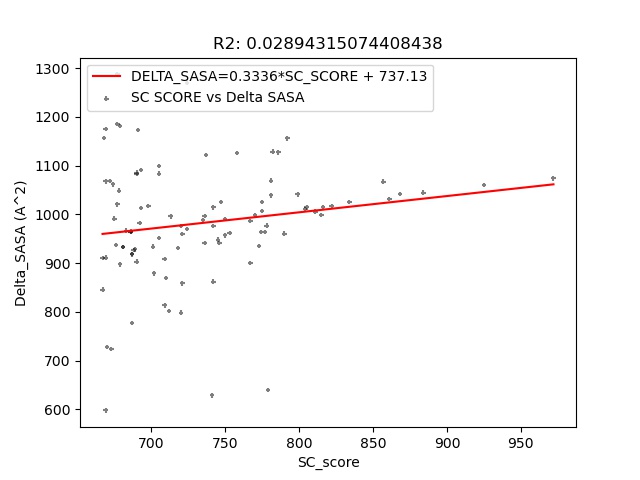 R2: 0.02894315074408438
DELTA_SASA=0.3336*SC_SCORE + 737.13
SC SCORE vs Delta SASA
1300
1200
1100
1000
900
800
700
600
Delta_SASA (A^2)
700 750 800 850 900 950
SC_score